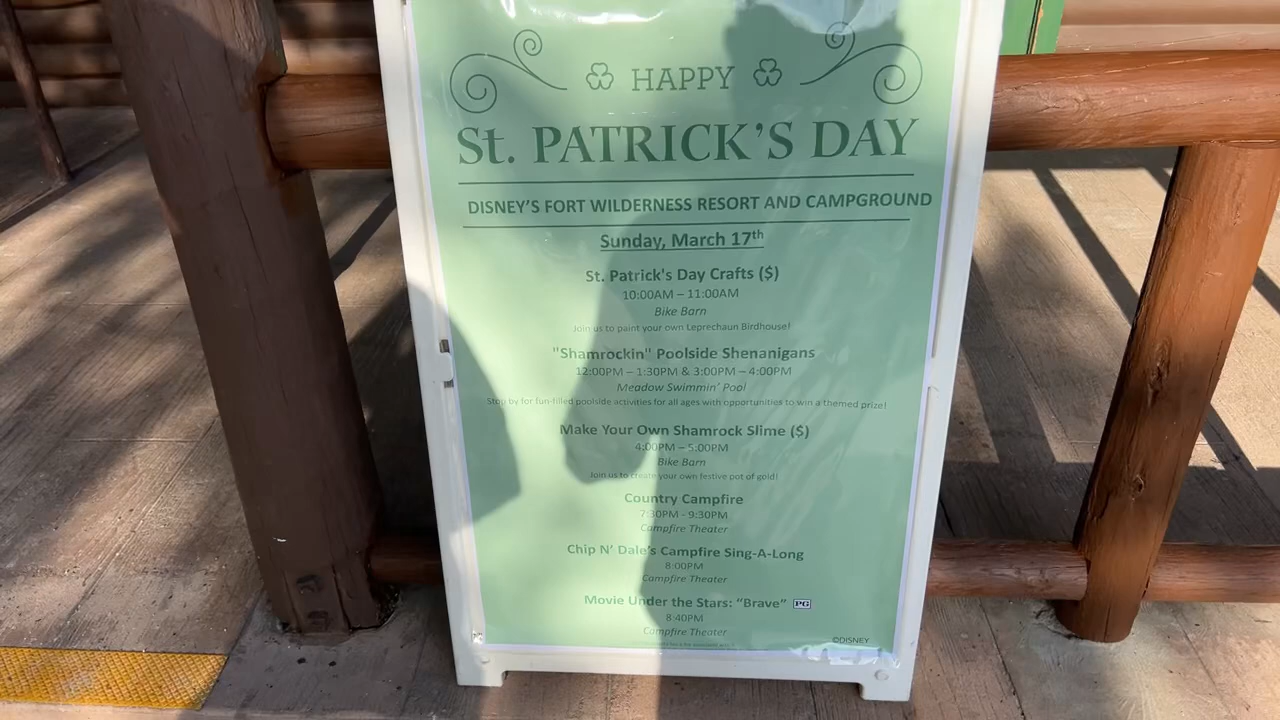 HAPPY
St. PATRICK'S DAY
DISNEY'S FORT WILDERNESS RESORT AND CAMPGROUND
Sunday, March 17th
St. Patrick's Day Crafts ($)
10:00AM – 11:00AM
Bike Barn
Join us to paint your own Leprechaun Birdhouse!
"Shamrockin" Poolside Shenanigans
12:00PM – 1:30PM & 3:00PM – 4:00PM
Meadow Swimmin' Pool
Stop by for fun-filled poolside activities for all ages with opportunities to win a themed prize!
Make Your Own Shamrock Slime ($)
4:00PM – 5:00PM
Bike Barn
Join us to create your own festive pot of gold!
Country Campfire
7:30PM - 9:30PM
Campfire Theater
Chip N' Dale's Campfire Sing-A-Long
8:00PM
Campfire Theater
Movie Under the Stars: "Brave" PG
8:40PM
Campfire Theater
©DISNEY